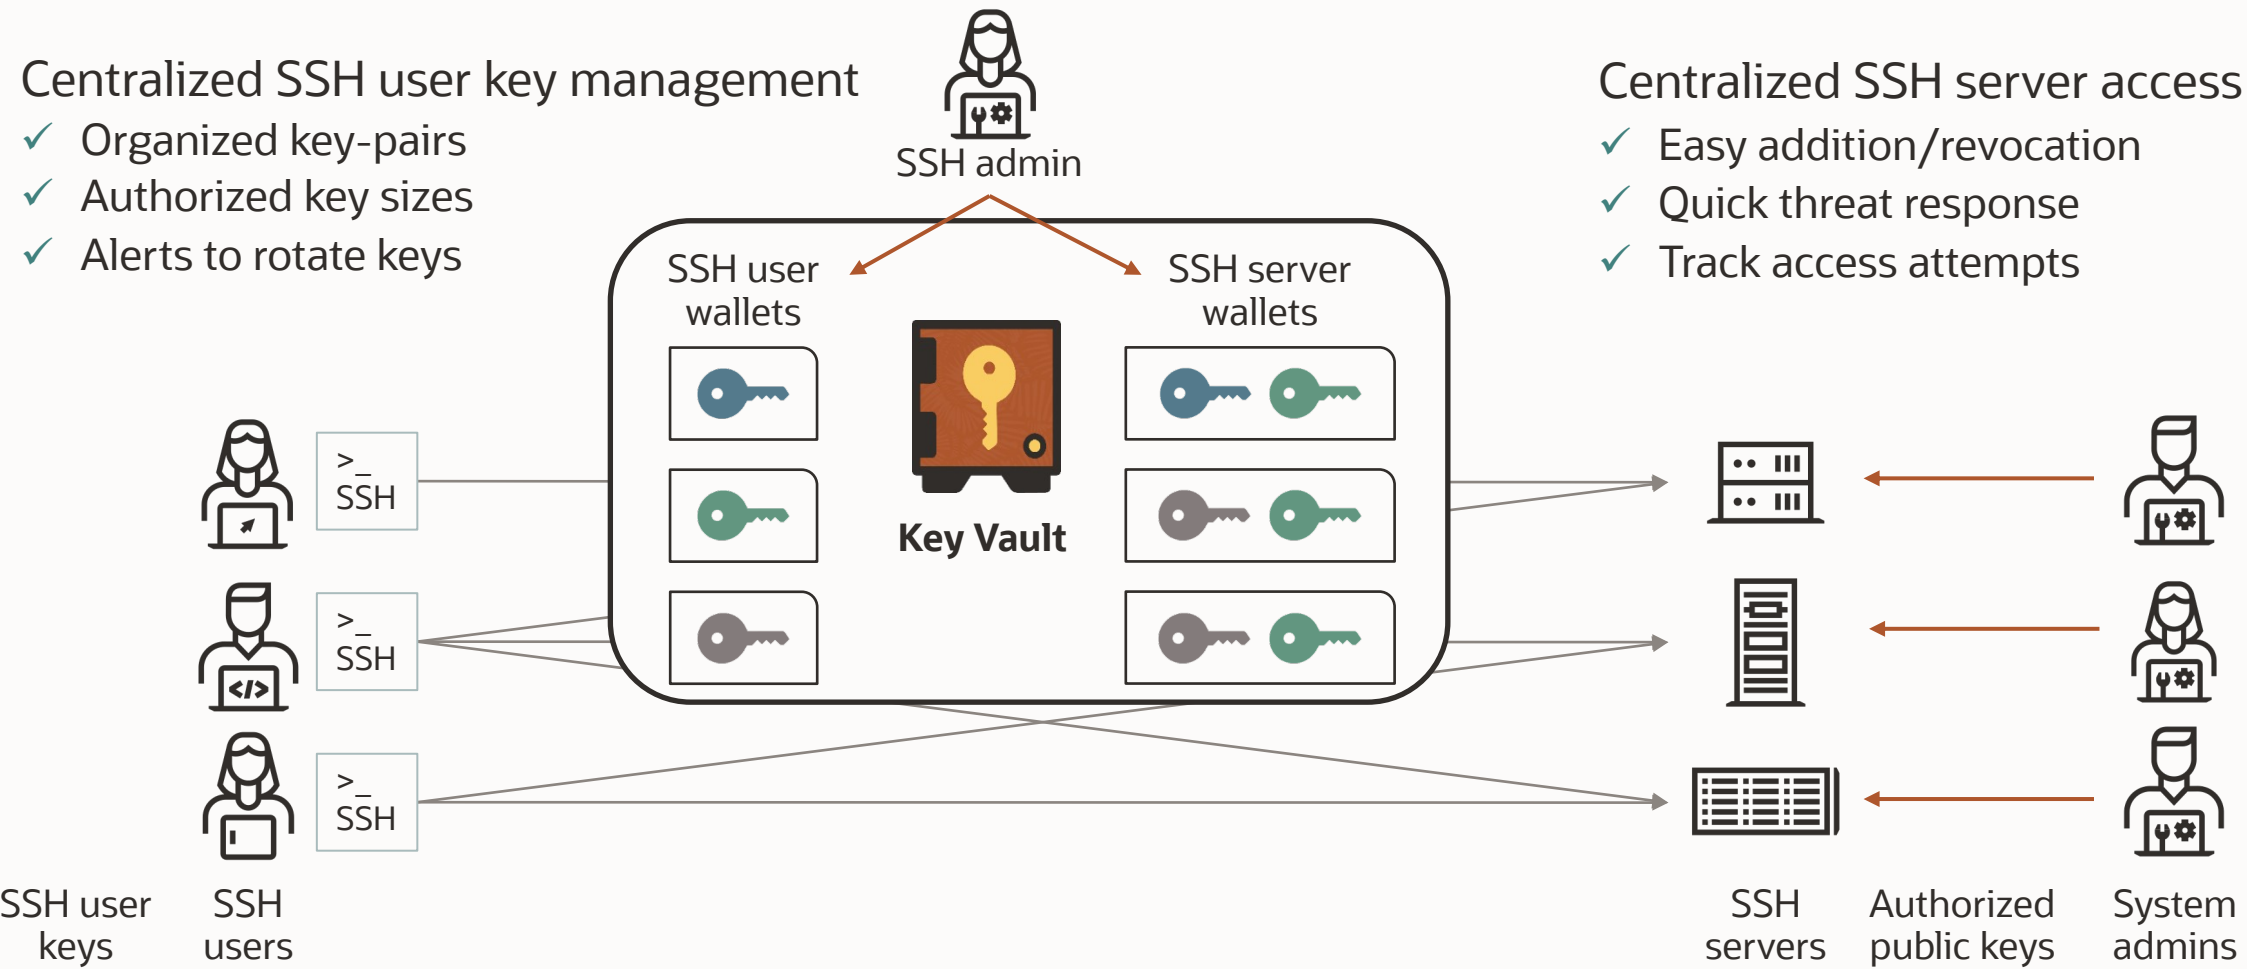 Centralized SSH user key management
✓ Organized key-pairs
✓ Authorized key sizes
✓ Alerts to rotate keys
SSH admin
Centralized SSH server access
✓ Easy addition/revocation
✓ Quick threat response
✓ Track access attempts
SSH user
wallets
SSH server
wallets
Key Vault
>_
SSH
>_
SSH
</>
>_
SSH
SSH user
keys
SSH
users
SSH
servers
Authorized
public keys
System
admins